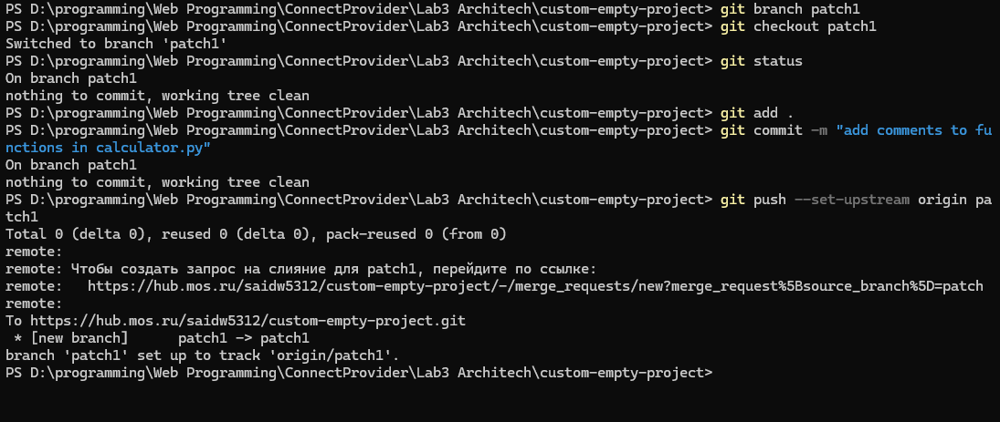 PS D:\programming\Web Programming\ConnectProvider\Lab3 Architech\custom-empty-project> git branch patch1
PS D:\programming\Web Programming\ConnectProvider\Lab3 Architech\custom-empty-project> git checkout patch1
Switched to branch 'patch1'
PS D:\programming\Web Programming\ConnectProvider\Lab3 Architech\custom-empty-project> git status
On branch patch1
nothing to commit, working tree clean
PS D:\programming\Web Programming\ConnectProvider\Lab3 Architech\custom-empty-project> git add .
PS D:\programming\Web Programming\ConnectProvider\Lab3 Architech\custom-empty-project> git commit -m "add comments to fu
nctions in calculator.py"
On branch patch1
nothing to commit, working tree clean
PS D:\programming\Web Programming\ConnectProvider\Lab3 Architech\custom-empty-project> git push --set-upstream origin pa
tch1
Total 0 (delta 0), reused 0 (delta 0), pack-reused 0 (from 0)
remote:
remote: Чтобы создать запрос на слияние для patch1, перейдите по ссылке:
remote:   https://hub.mos.ru/saidw5312/custom-empty-project/-/merge_requests/new?merge_request%5Bsource_branch%5D=patch
remote:
To https://hub.mos.ru/saidw5312/custom-empty-project.git
 * [new branch]      patch1 -> patch1
branch 'patch1' set up to track 'origin/patch1'.
PS D:\programming\Web Programming\ConnectProvider\Lab3 Architech\custom-empty-project>